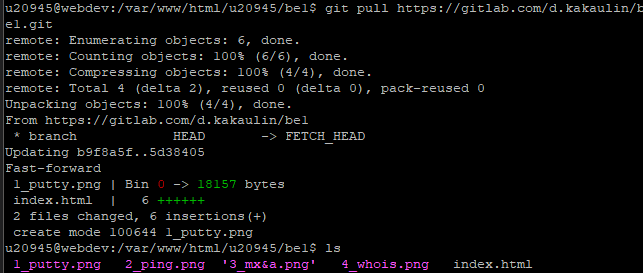 u20945@webdev:/var/www/html/u20945/be1$ git pull https://gitlab.com/d.kakaulin/b
e1.git
remote: Enumerating objects: 6, done.
remote: Counting objects: 100% (6/6), done.
remote: Compressing objects: 100% (4/4), done.
remote: Total 4 (delta 2), reused 0 (delta 0), pack-reused 0
Unpacking objects: 100% (4/4), done.
From https://gitlab.com/d.kakaulin/be1
 * branch            HEAD       -> FETCH_HEAD
Updating b9f8a5f..5d38405
Fast-forward
 1_putty.png | Bin 0 -> 18157 bytes
 index.html  |   6 ++++++
 2 files changed, 6 insertions(+)
 create mode 100644 1_putty.png
u20945@webdev:/var/www/html/u20945/be1$ ls
 1_putty.png   2_ping.png  '3_mx&a.png'   4_whois.png   index.html